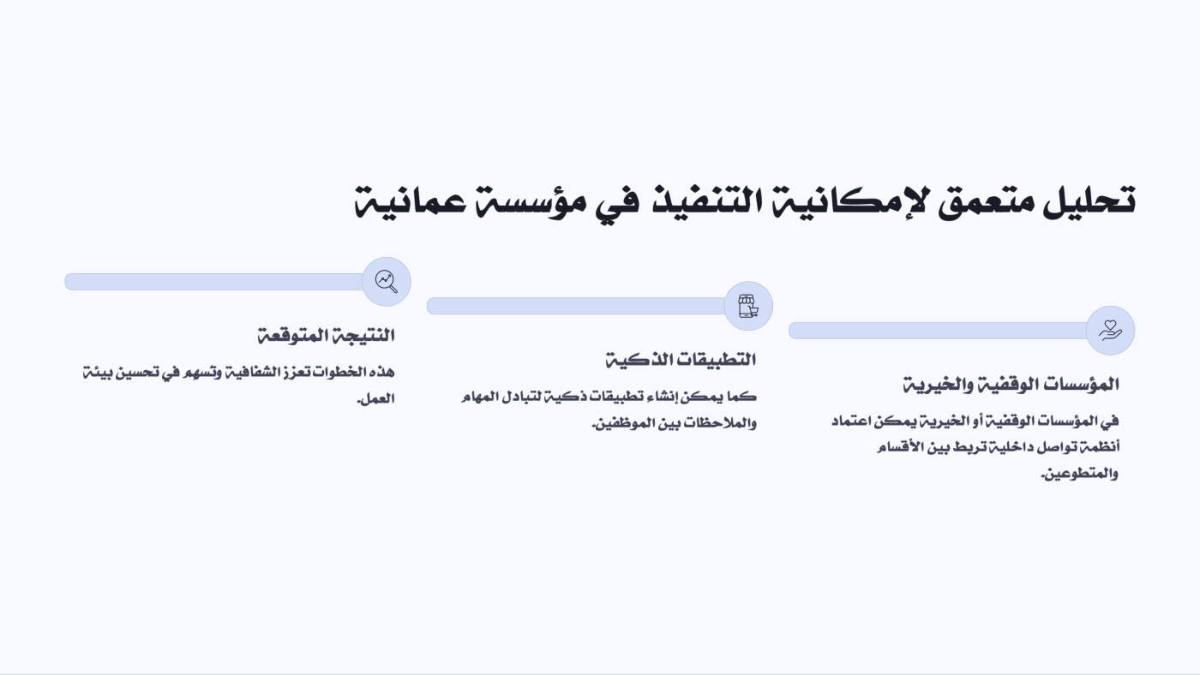 تحليل متعمق لإمكانية التنفيذ في مؤسسة عمانية
المؤسسات الوقفية والخيرية
في المؤسسات الوقفية أو الخيرية يمكن اعتماد
أنظمة تواصل داخلية تربط بين الأقسام
والمتطوعين.
التطبيقات الذكية
كما يمكن إنشاء تطبيقات ذكية لتبادل المهام
والملاحظات بين الموظفين.
النتيجة المتوقعة
هذه الخطوات تعزز الشفافية وتسهم في تحسين بيئة
العمل.